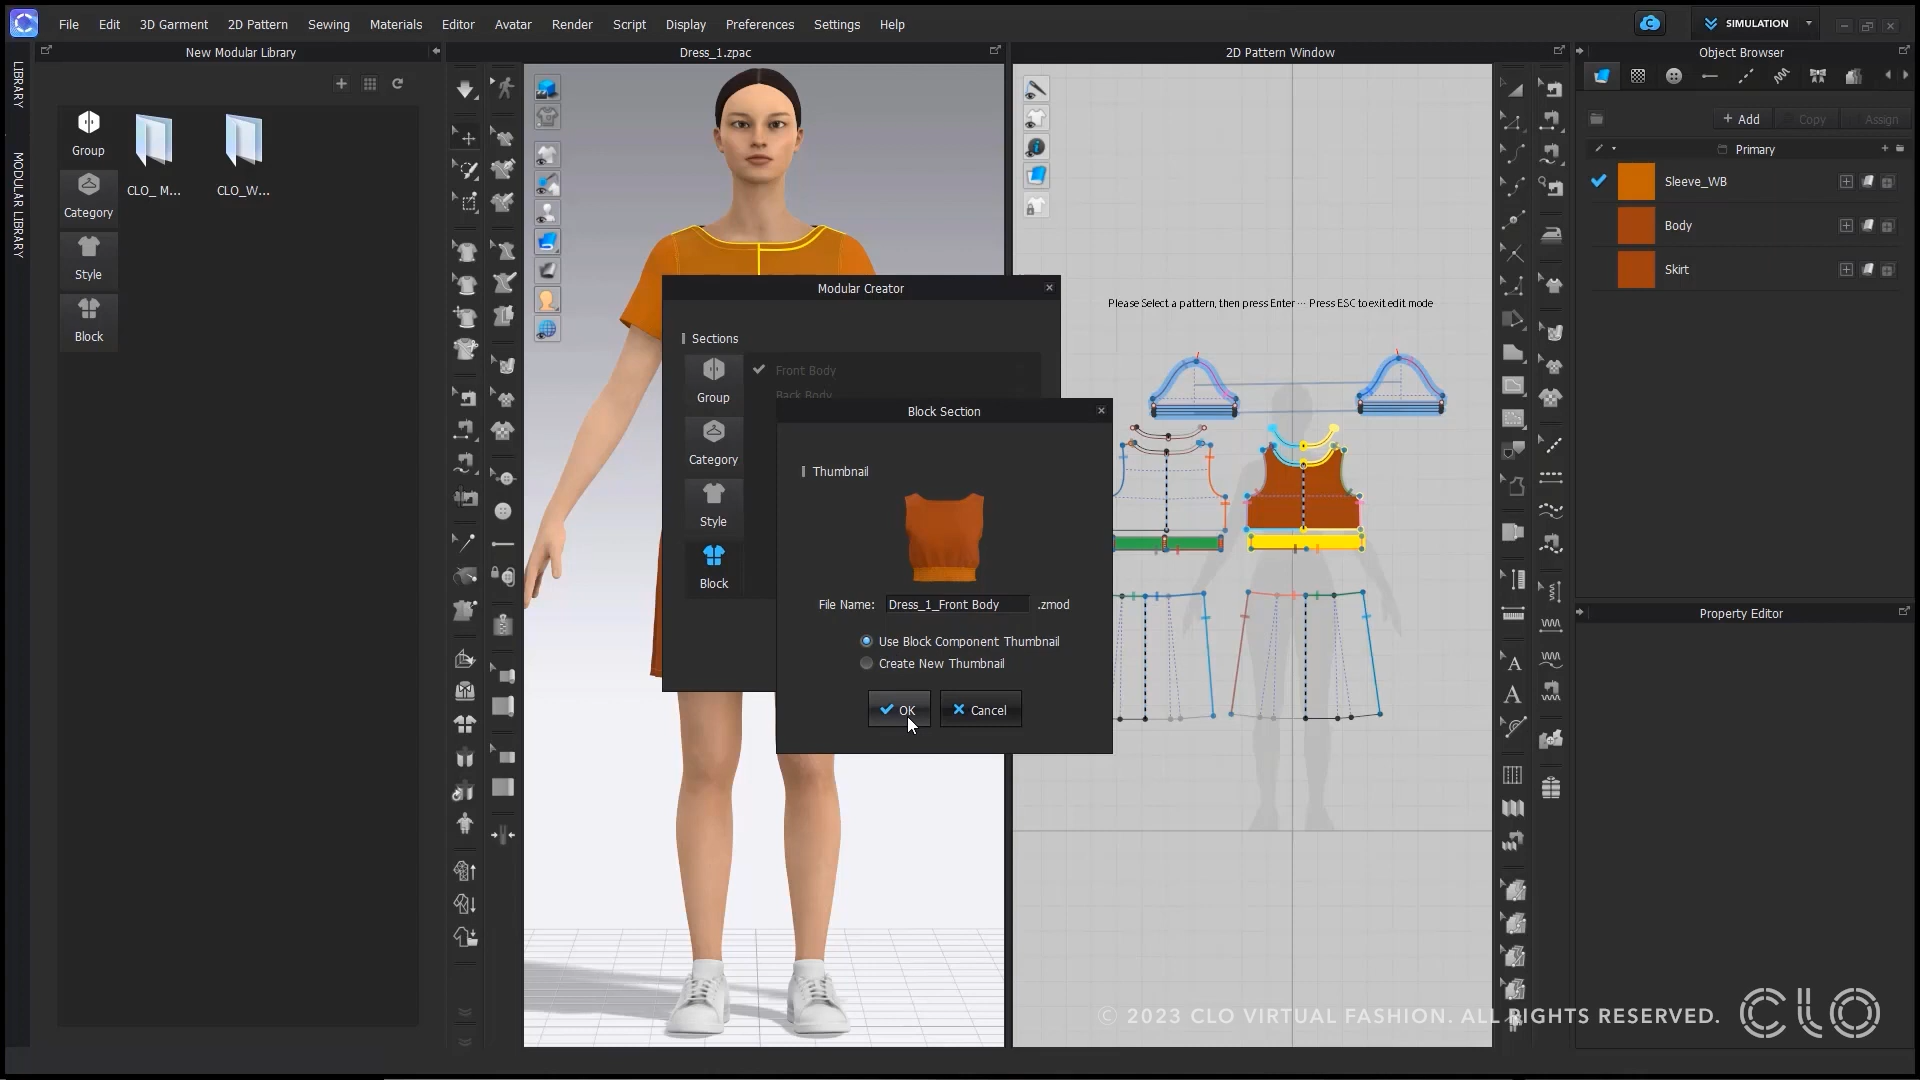 File Edit 3D Garment 2D Pattern Sewing Materials Editor Avatar Render Script Display Preferences Settings Help
SIMULATION
New Modular Library
Dress_1.zpac
2D Pattern Window
Object Browser
LIBRARY
MODULAR LIBRARY
Group
Category
Style
Block
CLO_ M...
CLO_W...
+ Add
Copy
Assign
Primary
Sleeve_WB
Body
Skirt
Property Editor
Please Select a pattern, then press Enter ··· Press ESC to exit edit mode
Modular Creator
Sections
Group
Category
Style
Block
Front Body
Back Body
Block Section
Thumbnail
File Name: Dress_1_Front Body .zmod
Use Block Component Thumbnail
Create New Thumbnail
OK
Cancel
© 2023 CLO VIRTUAL FASHION. ALL RIGHTS RESERVED.
CLO